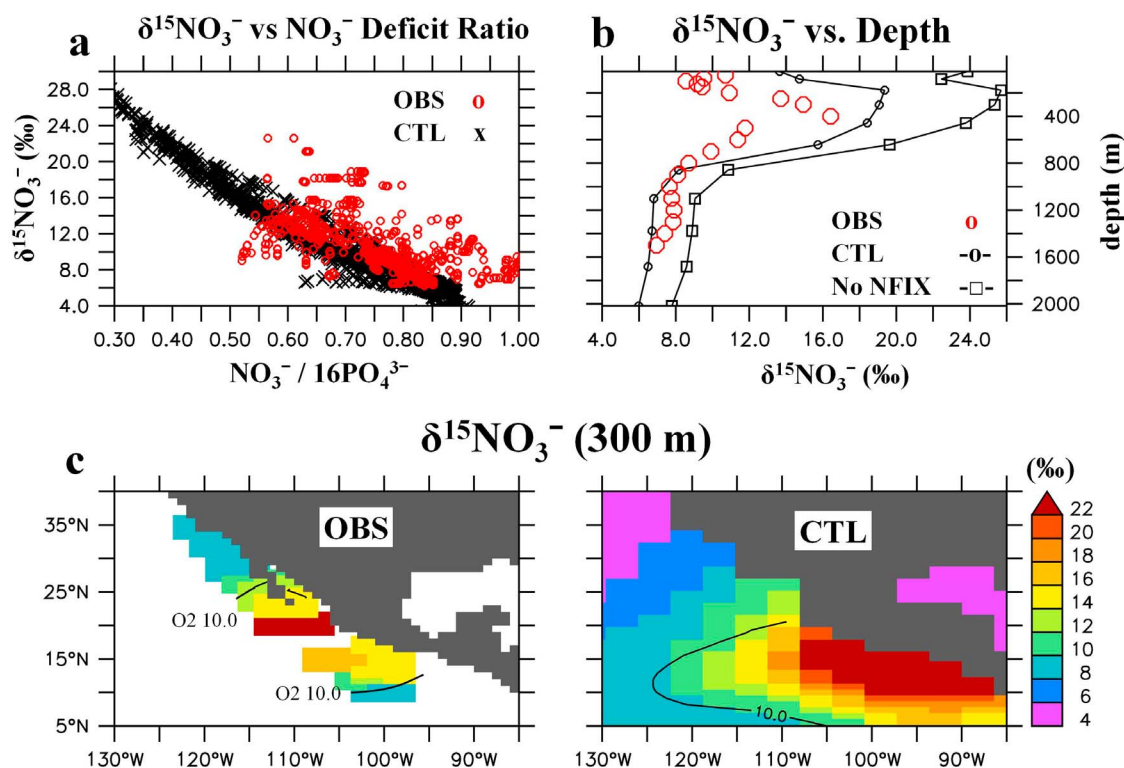 a
δ¹⁵NO₃⁻ vs NO₃⁻ Deficit Ratio
28.0
24.0
20.0
16.0
12.0
8.0
4.0
δ¹⁵NO₃⁻ (‰)
OBS o
CTL x
0.30 0.40 0.50 0.60 0.70 0.80 0.90 1.00
NO₃⁻ / 16PO₄³⁻
b
δ¹⁵NO₃⁻ vs. Depth
400
800
1200
1600
2000
depth (m)
OBS o
CTL -o-
No NFIX -□-
4.0 8.0 12.0 16.0 20.0 24.0
δ¹⁵NO₃⁻ (‰)
δ¹⁵NO₃⁻ (300 m)
c
OBS
35°N
25°N
15°N
5°N
O2 10.0
O2 10.0
130°W 120°W 110°W 100°W 90°W
CTL
10.0
130°W 120°W 110°W 100°W 90°W
(‰)
22
20
18
16
14
12
10
8
6
4